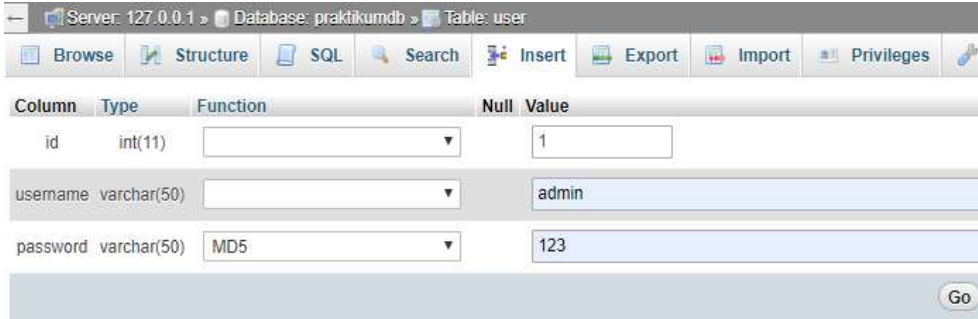 ← Server: 127.0.0.1 » Database: praktikumdb » Table: user
Browse Structure SQL Search Insert Export Import Privileges
Column Type Function Null Value
id int(11) 1
username varchar(50) admin
password varchar(50) MD5 123
Go